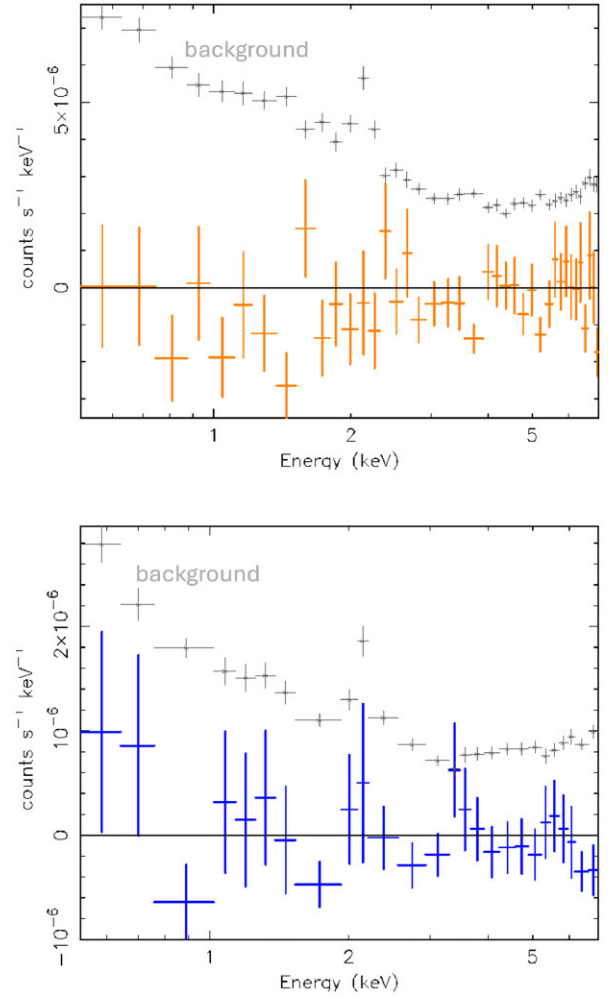 background
5×10⁻⁶
0
counts s⁻¹ keV⁻¹
1 2 5
Energy (keV)
background
2×10⁻⁶
10⁻⁶
0
−10⁻⁶
counts s⁻¹ keV⁻¹
1 2 5
Energy (keV)